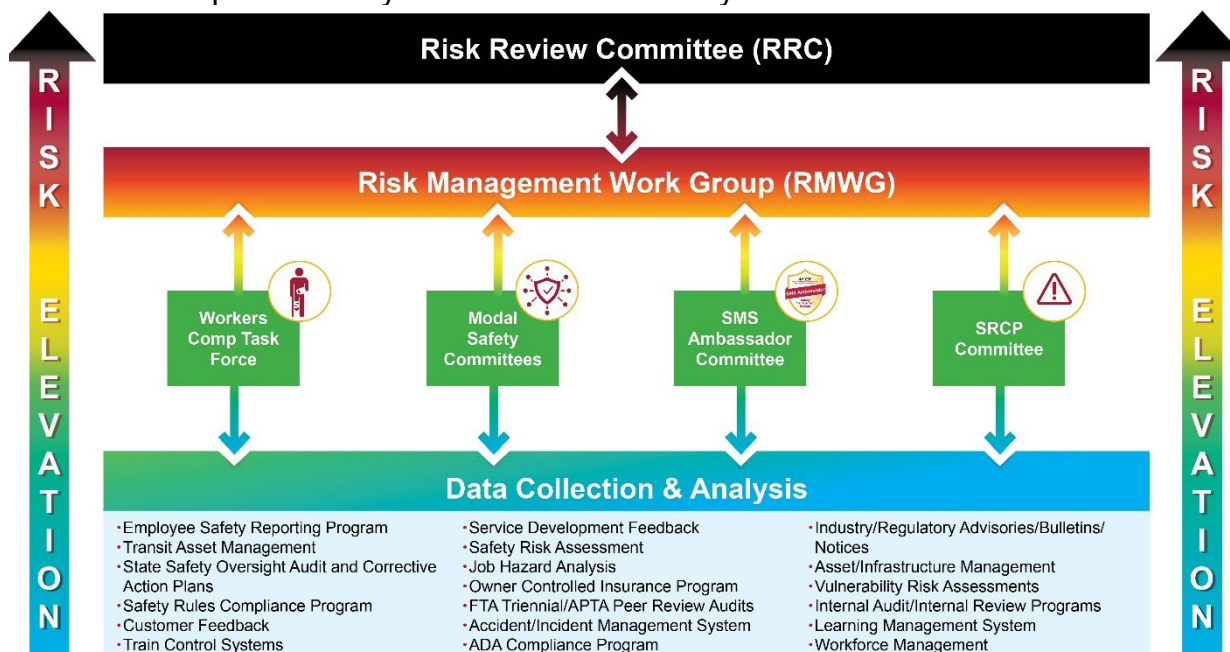 Risk Review Committee (RRC)
RISK ELEVATION
RISK ELEVATION
Risk Management Work Group (RMWG)
Workers
Comp Task
Force
Modal
Safety
Committees
SMS
Ambassador
Committee
SRCP
Committee
SMS Ambassador
Data Collection & Analysis
•Employee Safety Reporting Program
•Transit Asset Management
•State Safety Oversight Audit and Corrective
Action Plans
•Safety Rules Compliance Program
•Customer Feedback
•Train Control Systems
•Service Development Feedback
•Safety Risk Assessment
•Job Hazard Analysis
•Owner Controlled Insurance Program
•FTA Triennial/APTA Peer Review Audits
•Accident/Incident Management System
•ADA Compliance Program
•Industry/Regulatory Advisories/Bulletins/
Notices
•Asset/Infrastructure Management
•Vulnerability Risk Assessments
•Internal Audit/Internal Review Programs
•Learning Management System
•Workforce Management